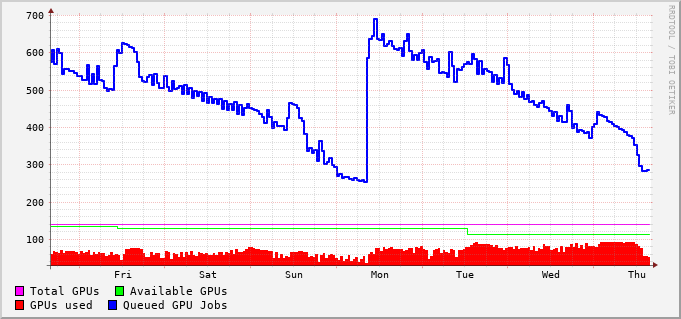 700
600
500
400
300
200
100
Fri Sat Sun Mon Tue Wed Thu
Total GPUs Available GPUs
GPUs used Queued GPU Jobs
RRDTOOL / TOBI OETIKER